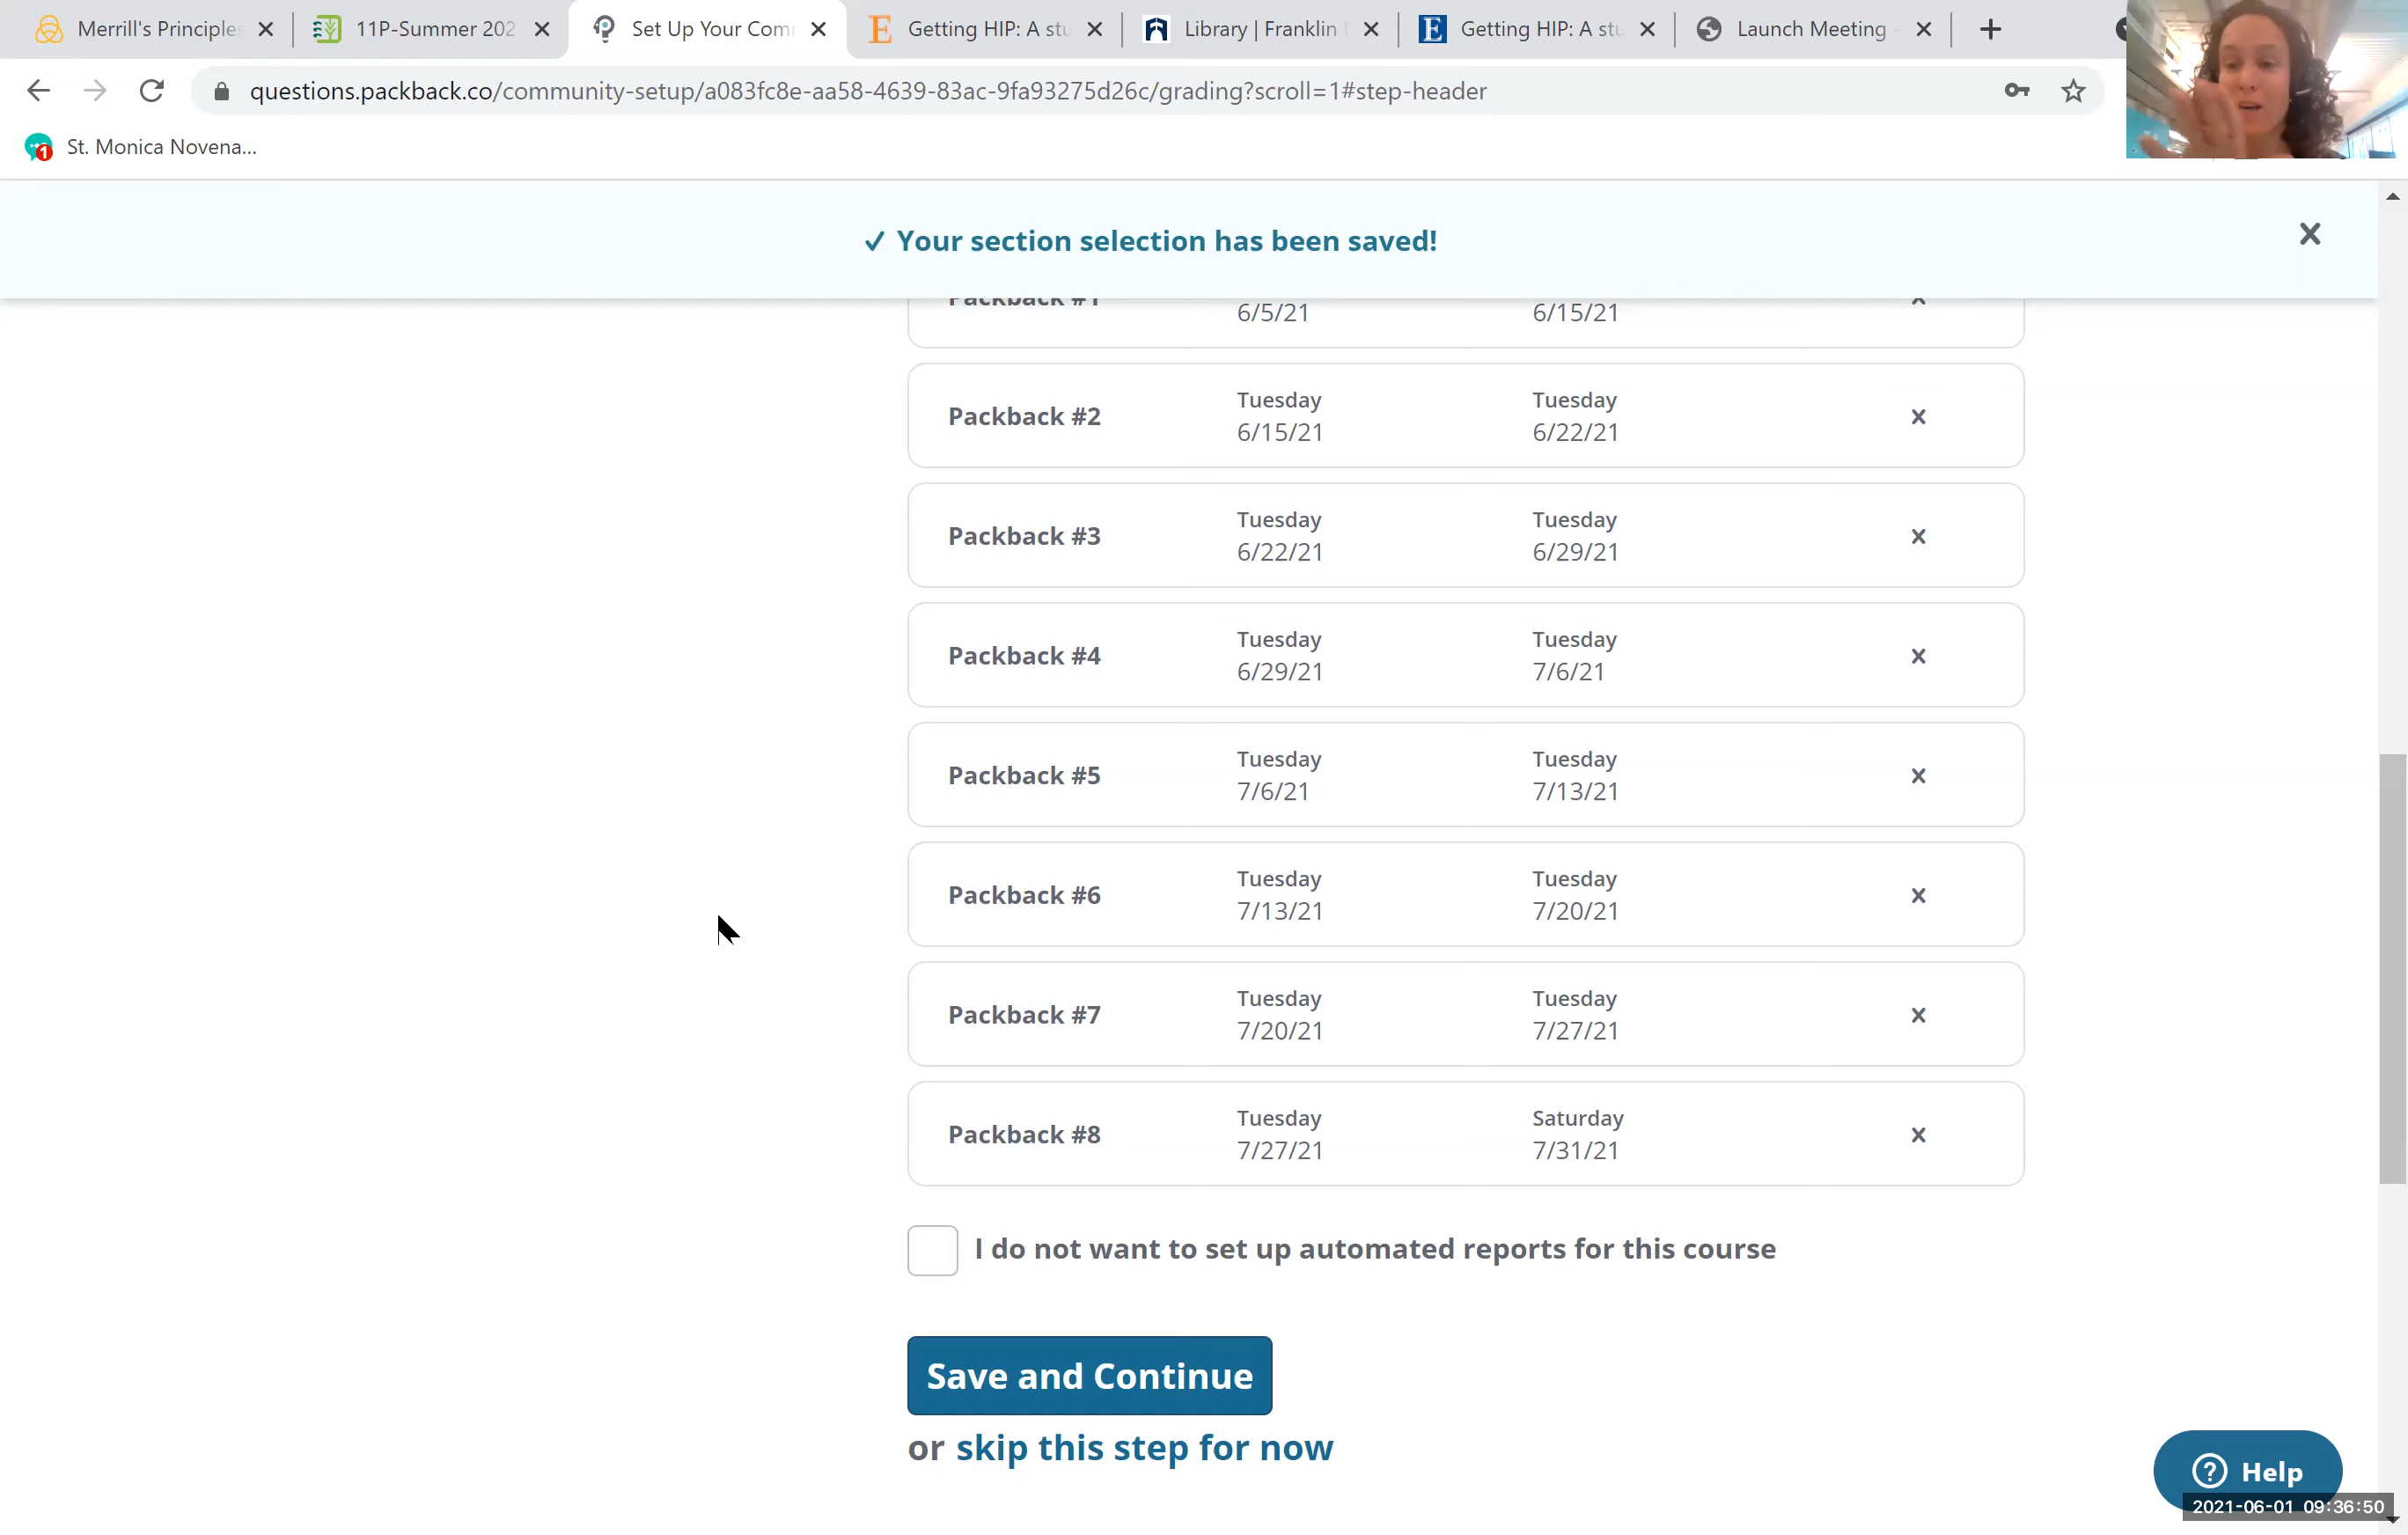 Merrill's Principles
11P-Summer 202
Set Up Your Com
Getting HIP: A stu
Library | Franklin
Getting HIP: A stu
Launch Meeting -
questions.packback.co/community-setup/a083fc8e-aa58-4639-83ac-9fa93275d26c/grading?scroll=1#step-header
1
St. Monica Novena...
✓ Your section selection has been saved!
Packback #1
6/5/21
6/15/21
Packback #2
Tuesday
6/15/21
Tuesday
6/22/21
Packback #3
Tuesday
6/22/21
Tuesday
6/29/21
Packback #4
Tuesday
6/29/21
Tuesday
7/6/21
Packback #5
Tuesday
7/6/21
Tuesday
7/13/21
Packback #6
Tuesday
7/13/21
Tuesday
7/20/21
Packback #7
Tuesday
7/20/21
Tuesday
7/27/21
Packback #8
Tuesday
7/27/21
Saturday
7/31/21
I do not want to set up automated reports for this course
Save and Continue
or skip this step for now
? Help
2021-06-01 09:36:50